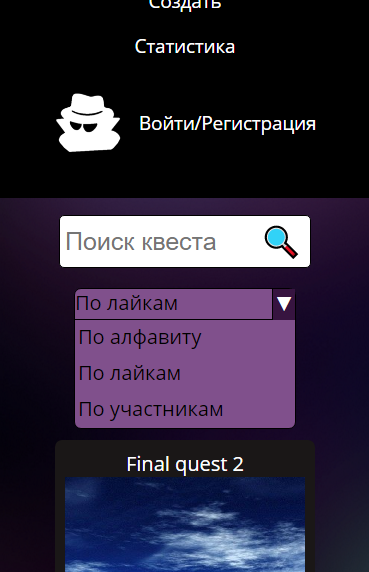 Создать
Статистика
Войти/Регистрация
Поиск квеста
По лайкам
▼
По алфавиту
По лайкам
По участникам
Final quest 2